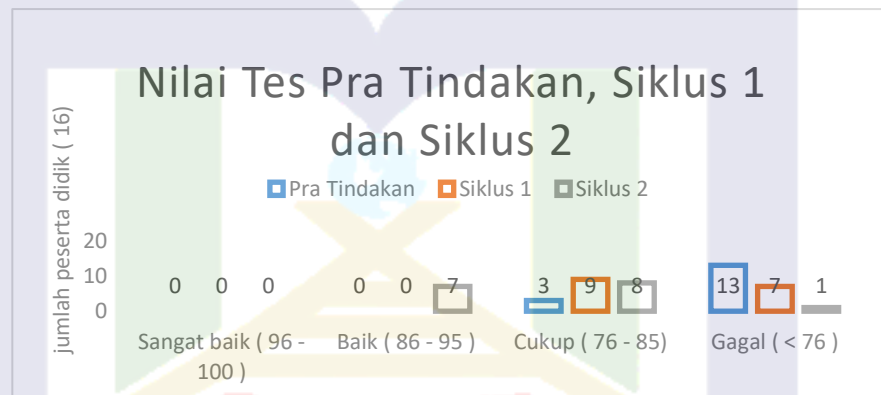 Nilai Tes Pra Tindakan, Siklus 1
dan Siklus 2
Pra Tindakan Siklus 1 Siklus 2
jumlah peserta didik ( 16)
20
10
0
0 0 0 0 0 7 3 9 8 13 7 1
Sangat baik ( 96 -
100 )
Baik ( 86 - 95 )
Cukup ( 76 - 85)
Gagal ( < 76 )